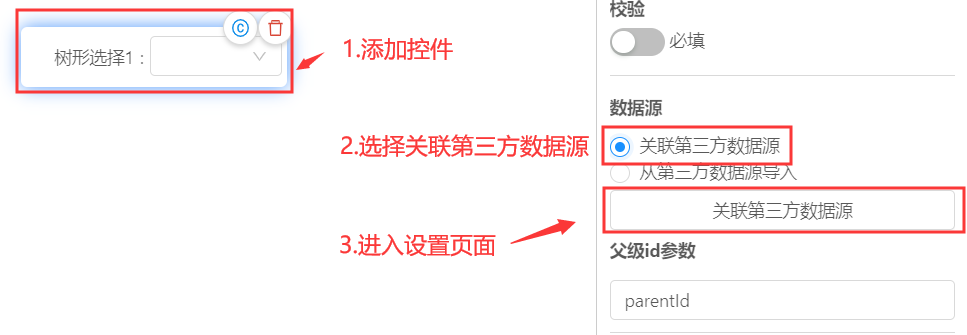 树形选择1 :
©
1.添加控件
2.选择关联第三方数据源
3.进入设置页面
校验
必填
数据源
关联第三方数据源
从第三方数据源导入
关联第三方数据源
父级id参数
parentId